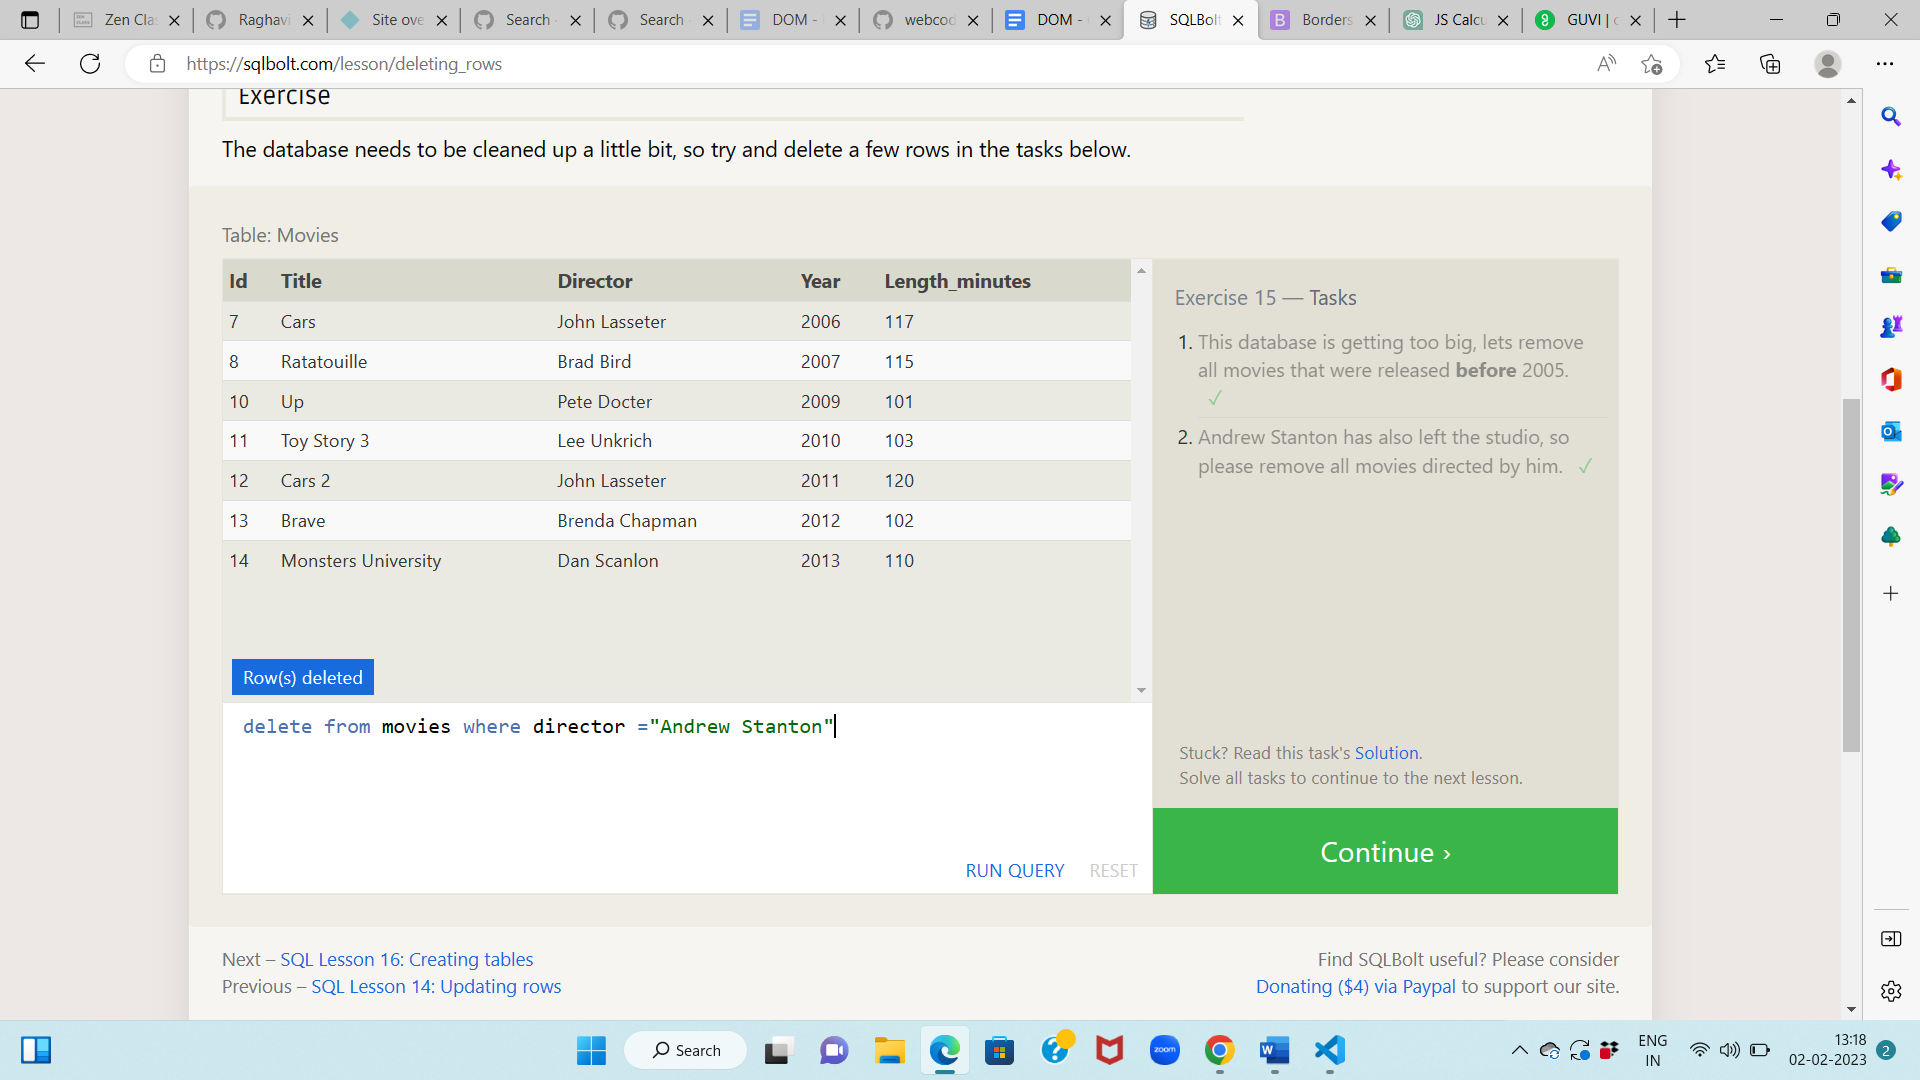 Zen Cla
Raghavi
Site ove
Search -
Search -
DOM -
webcod
DOM -
SQLBolt
Borders
JS Calcu
GUVI |
https://sqlbolt.com/lesson/deleting_rows
Exercise
The database needs to be cleaned up a little bit, so try and delete a few rows in the tasks below.
Table: Movies
Id Title Director Year Length_minutes
7 Cars John Lasseter 2006 117
8 Ratatouille Brad Bird 2007 115
10 Up Pete Docter 2009 101
11 Toy Story 3 Lee Unkrich 2010 103
12 Cars 2 John Lasseter 2011 120
13 Brave Brenda Chapman 2012 102
14 Monsters University Dan Scanlon 2013 110
Row(s) deleted
delete from movies where director ="Andrew Stanton"
RUN QUERY RESET
Exercise 15 — Tasks
1. This database is getting too big, lets remove
all movies that were released before 2005.
✓
2. Andrew Stanton has also left the studio, so
please remove all movies directed by him. ✓
Stuck? Read this task's Solution.
Solve all tasks to continue to the next lesson.
Continue ›
Next – SQL Lesson 16: Creating tables
Previous – SQL Lesson 14: Updating rows
Find SQLBolt useful? Please consider
Donating ($4) via Paypal to support our site.
Search
zoom
ENG
IN
13:18
02-02-2023
2